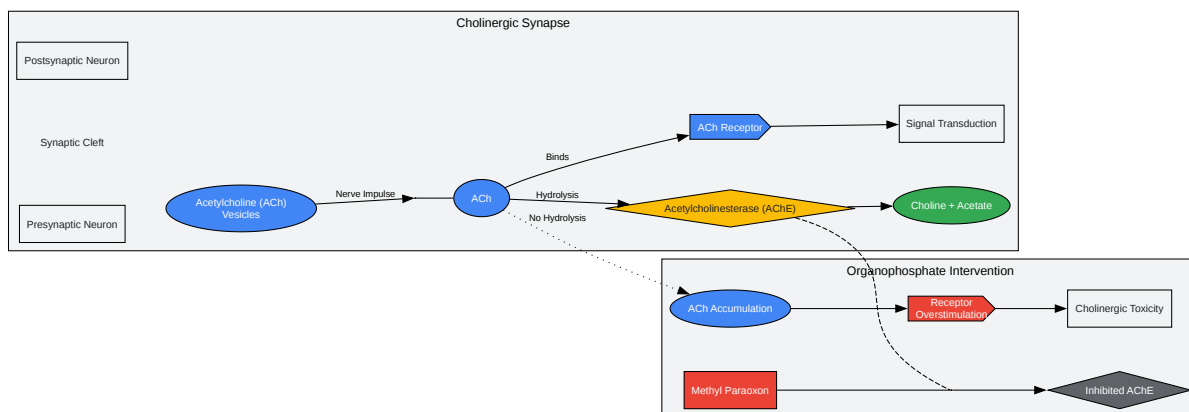 Cholinergic Synapse
Postsynaptic Neuron
Synaptic Cleft
Presynaptic Neuron
Acetylcholine (ACh)
Vesicles
Nerve Impulse
ACh
Binds
Hydrolysis
No Hydrolysis
ACh Receptor
Signal Transduction
Acetylcholinesterase (AChE)
Choline + Acetate
Organophosphate Intervention
ACh Accumulation
Receptor
Overstimulation
Cholinergic Toxicity
Methyl Paraoxon
Inhibited AChE